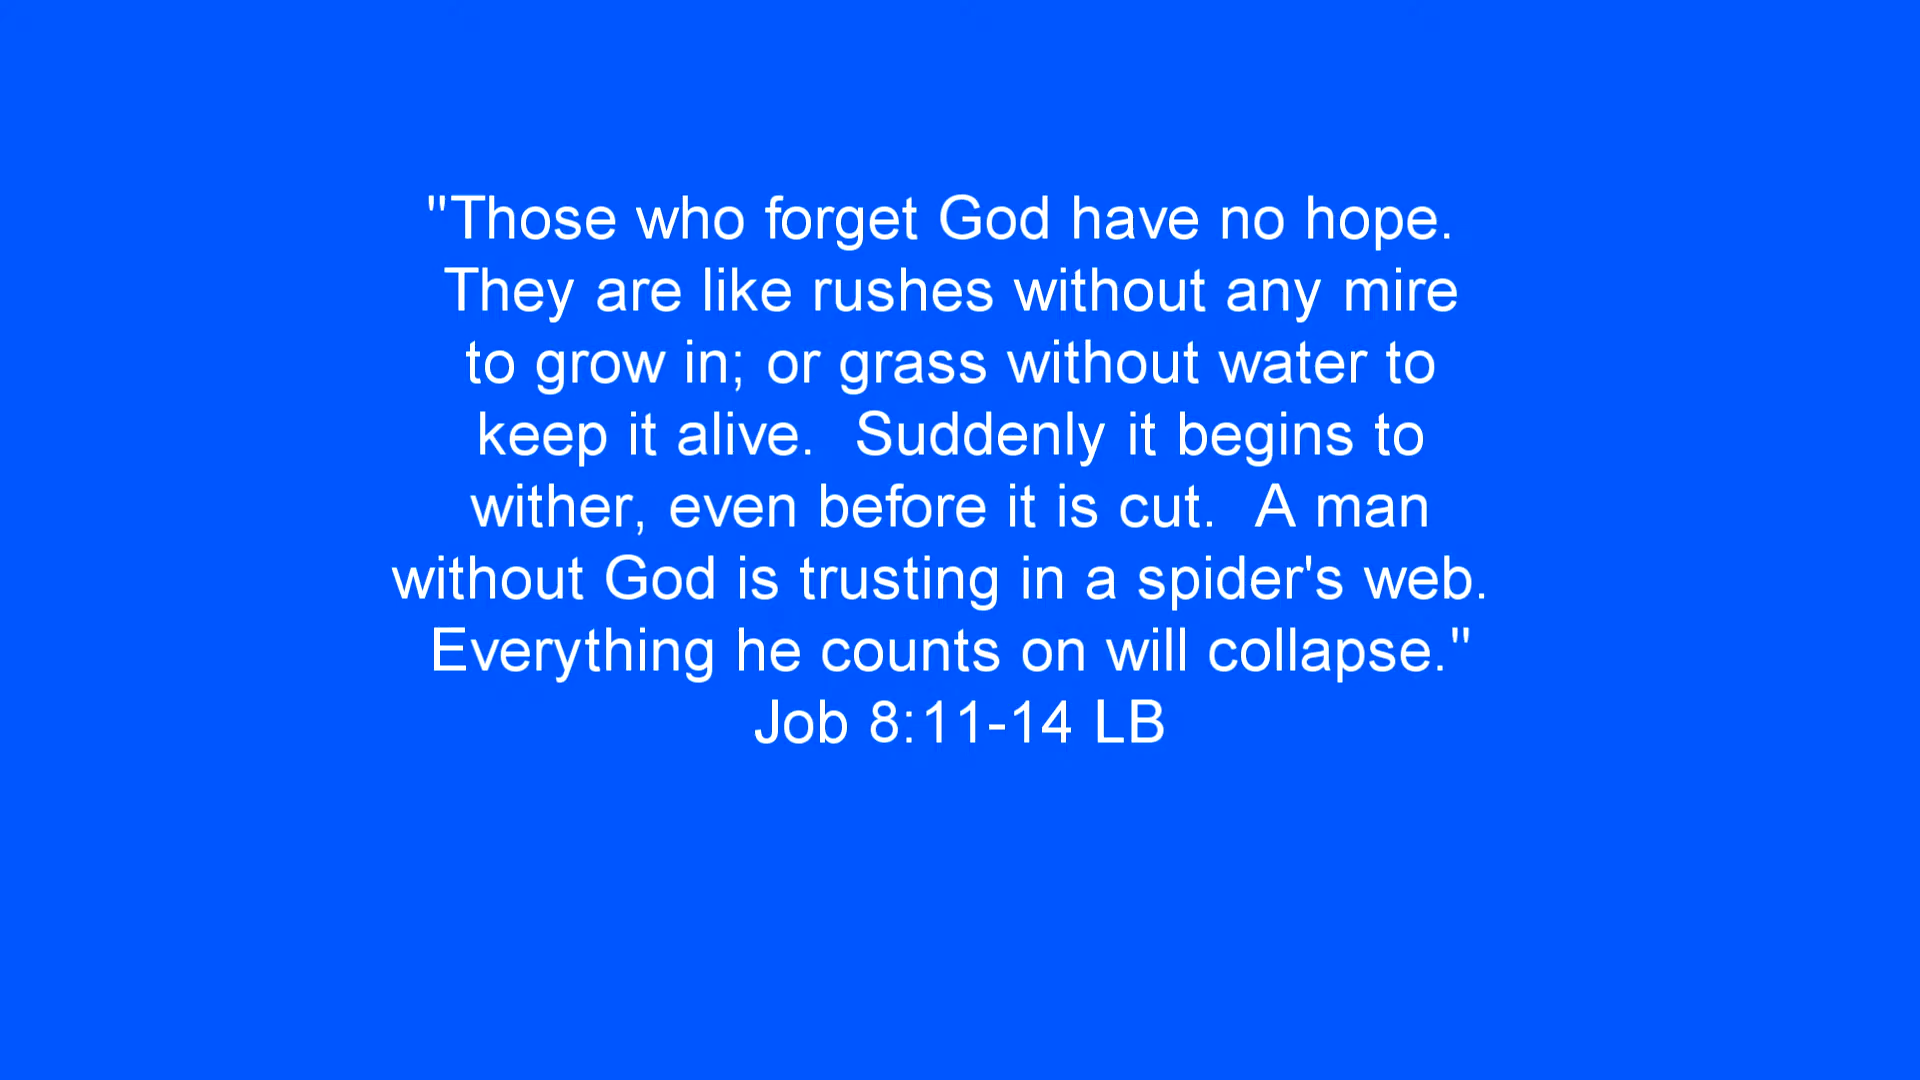 "Those who forget God have no hope.
They are like rushes without any mire
to grow in; or grass without water to
keep it alive.  Suddenly it begins to
wither, even before it is cut.  A man
without God is trusting in a spider's web.
Everything he counts on will collapse."
Job 8:11-14 LB